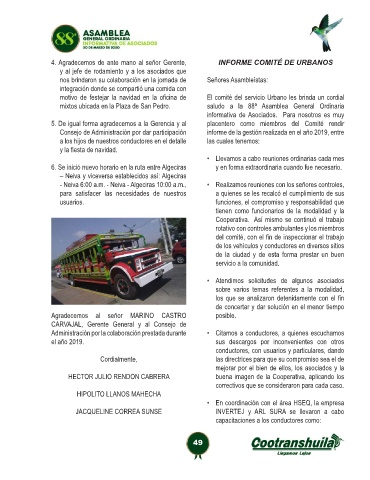 88
ASAMBLEA
GENERAL ORDINARIA
INFORMATIVA DE ASOCIADOS
20 DE MARZO DE 2020
4. Agradecemos de ante mano al señor Gerente,
y al jefe de rodamiento y a los asociados que
nos brindaron su colaboración en la jornada de
integración donde se compartió una comida con
motivo de festejar la navidad en la oficina de
mixtos ubicada en la Plaza de San Pedro.
5. De igual forma agradecemos a la Gerencia y al
Consejo de Administración por dar participación
a los hijos de nuestros conductores en el detalle
y la fiesta de navidad.
6. Se inició nuevo horario en la ruta entre Algeciras
– Neiva y viceversa establecidos así: Algeciras
- Neiva 6:00 a.m. - Neiva - Algeciras 10:00 a.m.,
para satisfacer las necesidades de nuestros
usuarios.
Agradecemos al señor MARINO CASTRO
CARVAJAL, Gerente General y al Consejo de
Administración por la colaboración prestada durante
el año 2019.
Cordialmente,
HECTOR JULIO RENDON CABRERA
HIPOLITO LLANOS MAHECHA
JACQUELINE CORREA SUNSE
INFORME COMITÉ DE URBANOS
Señores Asambleístas:
El comité del servicio Urbano les brinda un cordial
saludo a la 88ª Asamblea General Ordinaria
informativa de Asociados. Para nosotros es muy
placentero como miembros del Comité rendir
informe de la gestión realizada en el año 2019, entre
las cuales tenemos:
• Llevamos a cabo reuniones ordinarias cada mes
y en forma extraordinaria cuando fue necesario.
• Realizamos reuniones con los señores controles,
a quienes se les recalcó el cumplimiento de sus
funciones, el compromiso y responsabilidad que
tienen como funcionarios de la modalidad y la
Cooperativa. Así mismo se continuó el trabajo
rotativo con controles ambulantes y los miembros
del comité, con el fin de inspeccionar el trabajo
de los vehículos y conductores en diversos sitios
de la ciudad y de esta forma prestar un buen
servicio a la comunidad.
• Atendimos solicitudes de algunos asociados
sobre varios temas referentes a la modalidad,
los que se analizaron detenidamente con el fin
de concertar y dar solución en el menor tiempo
posible.
• Citamos a conductores, a quienes escuchamos
sus descargos por inconvenientes con otros
conductores, con usuarios y particulares, dando
las directrices para que su compromiso sea el de
mejorar por el bien de ellos, los asociados y la
buena imagen de la Cooperativa, aplicando los
correctivos que se consideraron para cada caso.
• En coordinación con el área HSEQ, la empresa
INVERTEJ y ARL SURA se llevaron a cabo
capacitaciones a los conductores como:
49
Cootranshuila
Llegamos Lejos